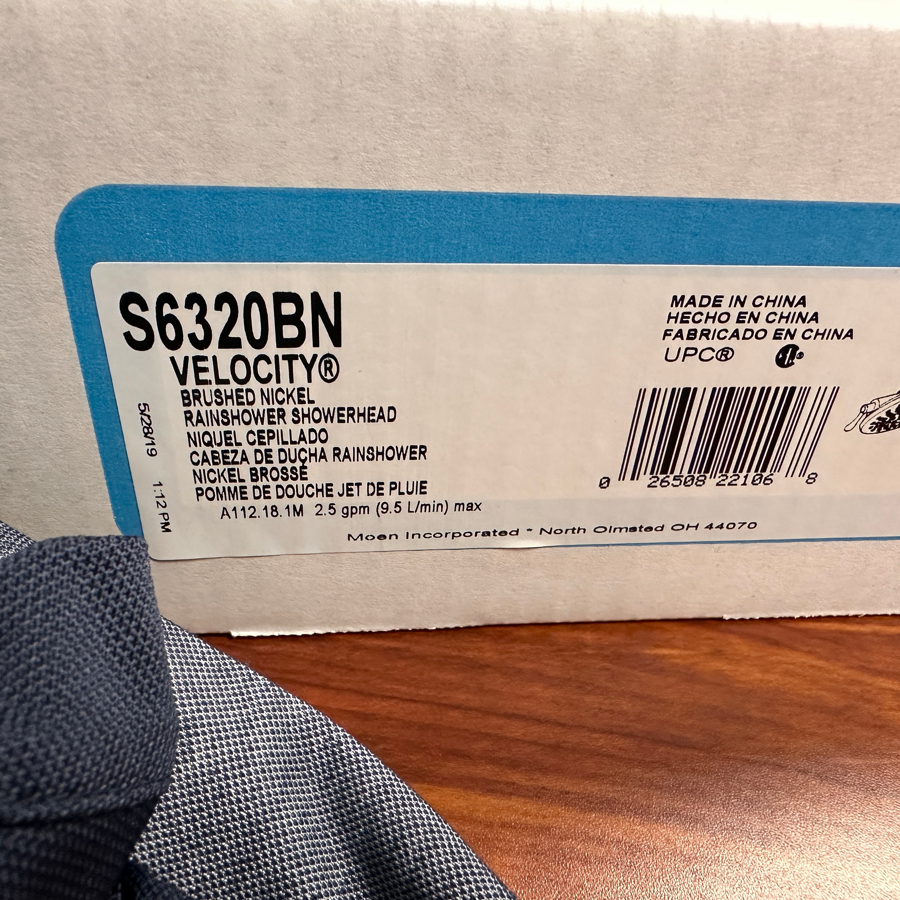 S6320BN
VELOCITY®
BRUSHED NICKEL
RAINSHOWER SHOWERHEAD
NIQUEL CEPILLADO
CABEZA DE DUCHA RAINSHOWER
NICKEL BROSSÉ
POMME DE DOUCHE JET DE PLUIE
A112.18.1M 2.5 gpm (9.5 L/min) max
Moen Incorporated * North Olmsted OH 44070
5/28/19 1:12 PM
MADE IN CHINA
HECHO EN CHINA
FABRICADO EN CHINA
UPC®
0 26508 22106 8